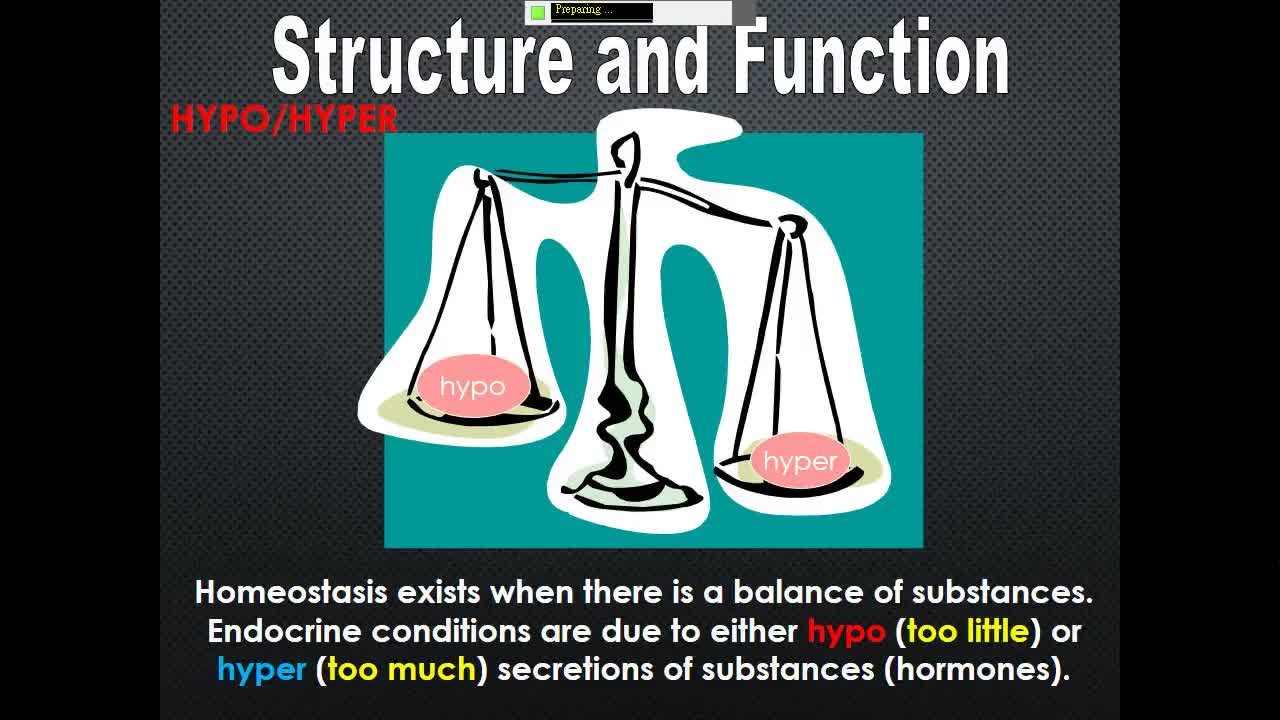 Preparing ...
Structure and Function
HYPO/HYPER
hypo
hyper
Homeostasis exists when there is a balance of substances.
Endocrine conditions are due to either hypo (too little) or
hyper (too much) secretions of substances (hormones).